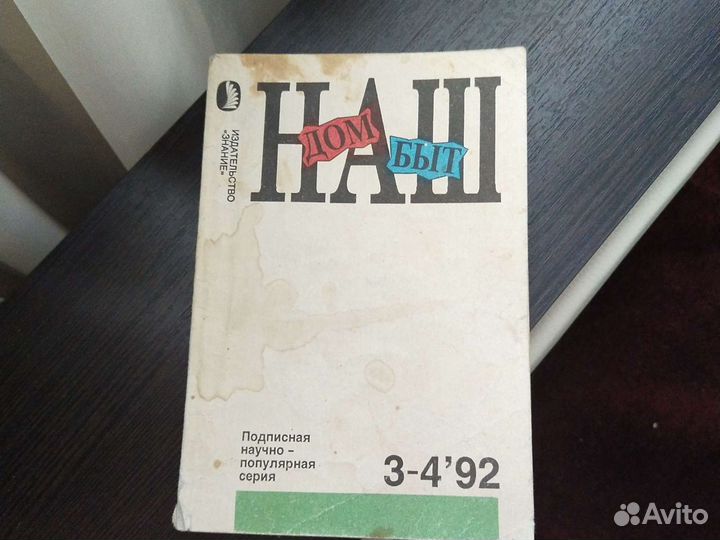 ИЗДАТЕЛЬСТВО
«ЗНАНИЕ»
НАШ
ДОМ
БЫТ
Подписная
научно-
популярная
серия
3-4'92
Avito